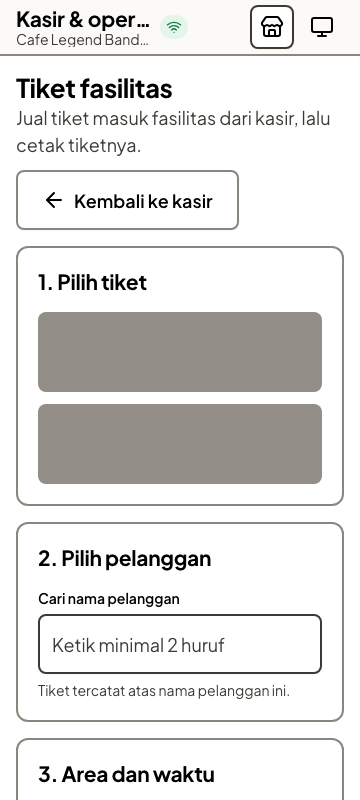 Kasir & oper...
Cafe Legend Band...
Tiket fasilitas
Jual tiket masuk fasilitas dari kasir, lalu
cetak tiketnya.
Kembali ke kasir
1. Pilih tiket
2. Pilih pelanggan
Cari nama pelanggan
Ketik minimal 2 huruf
Tiket tercatat atas nama pelanggan ini.
3. Area dan waktu